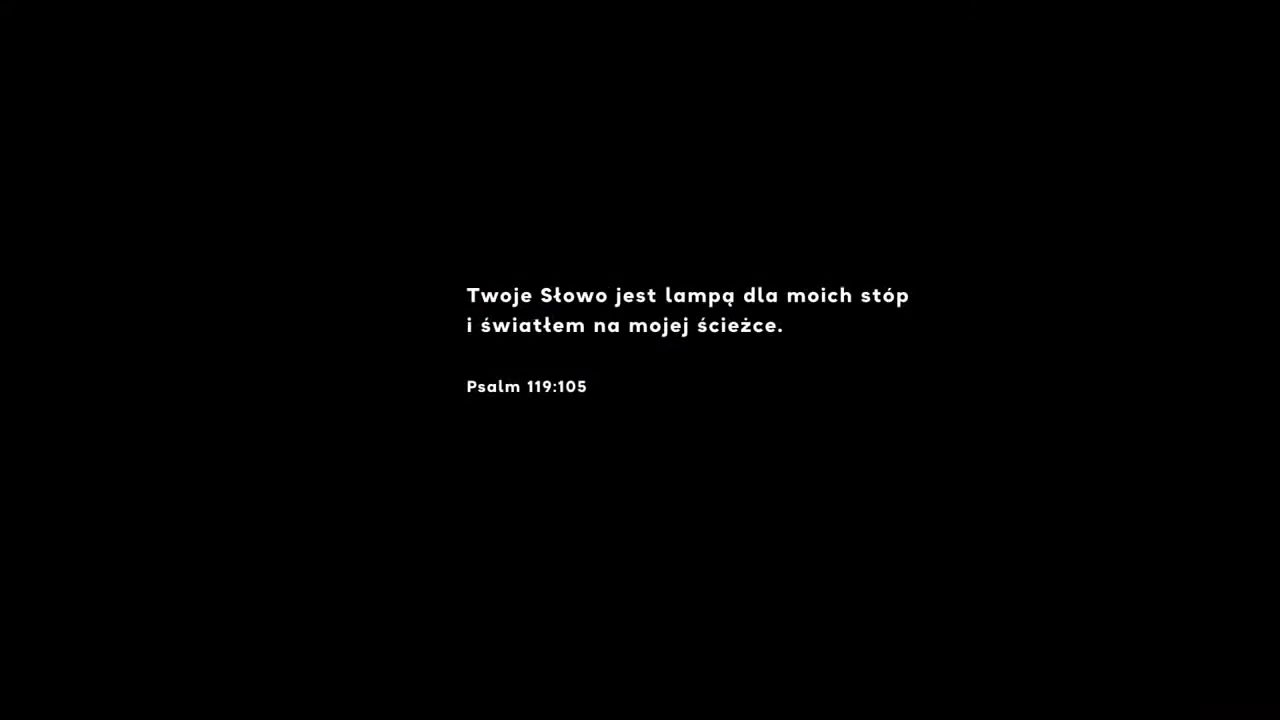 Twoje Słowo jest lampą dla moich stóp
i światłem na mojej ścieżce.
Psalm 119:105